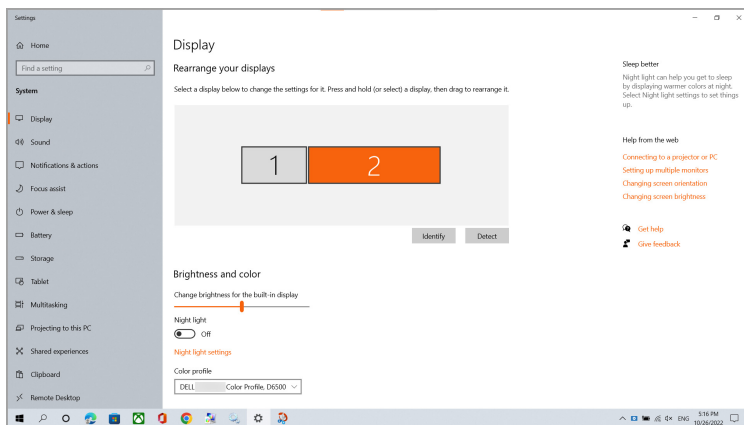 Settings
Home
Find a setting
System
Display
Sound
Notifications & actions
Focus assist
Power & sleep
Battery
Storage
Tablet
Multitasking
Projecting to this PC
Shared experiences
Clipboard
Remote Desktop
Display
Rearrange your displays
Select a display below to change the settings for it. Press and hold (or select) a display, then drag to rearrange it.
1
2
Identify
Detect
Brightness and color
Change brightness for the built-in display
Night light
Off
Night light settings
Color profile
DELL Color Profile, D6500
Sleep better
Night light can help you get to sleep
by displaying warmer colors at night.
Select Night light settings to set things
up.
Help from the web
Connecting to a projector or PC
Setting up multiple monitors
Changing screen orientation
Changing screen brightness
Get help
Give feedback
ENG
5:16 PM
10/26/2022